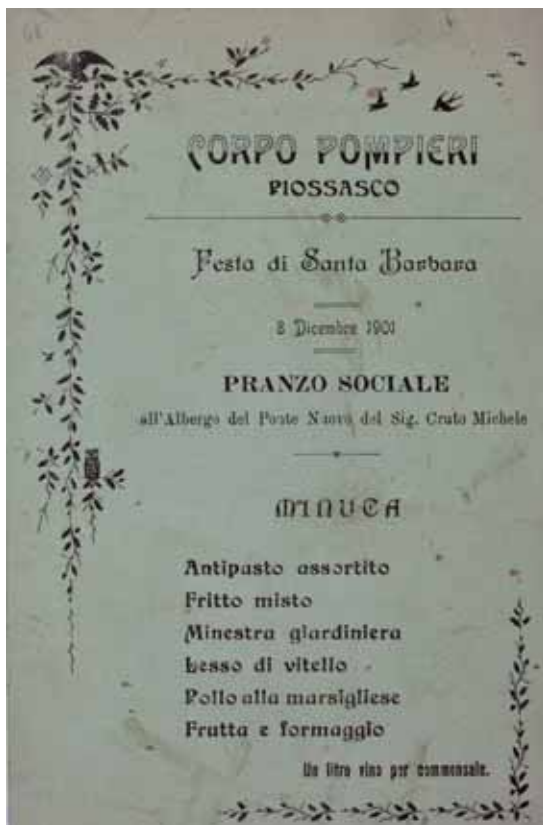 CORPO POMPIERI
PIOSSASCO
Festa di Santa Barbara
8 Dicembre 1901
PRANZO SOCIALE
all'Albergo del Ponte Nuovo del Sig. Cruto Michele
MINUTA
Antipasto assortito
Fritto misto
Minestra giardiniera
Lesso di vitello
Pollo alla marsigliese
Frutta e formaggio
Un litro vino per commensale.